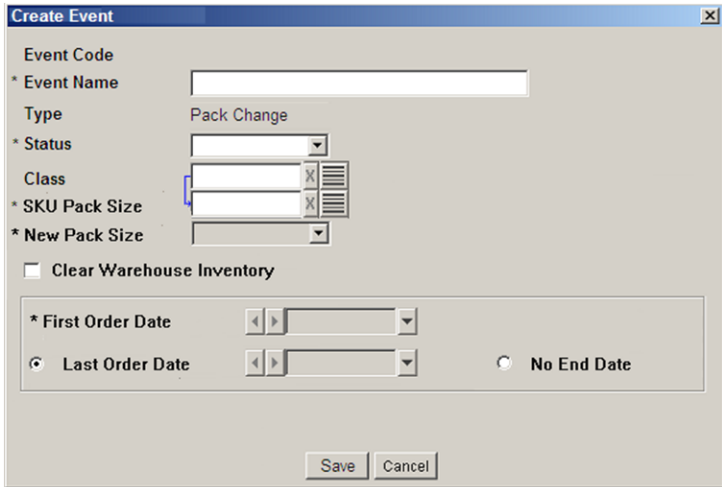 Create Event
Event Code
* Event Name
Type Pack Change
* Status
Class X
* SKU Pack Size X
* New Pack Size
Clear Warehouse Inventory
* First Order Date
Last Order Date No End Date
Save Cancel